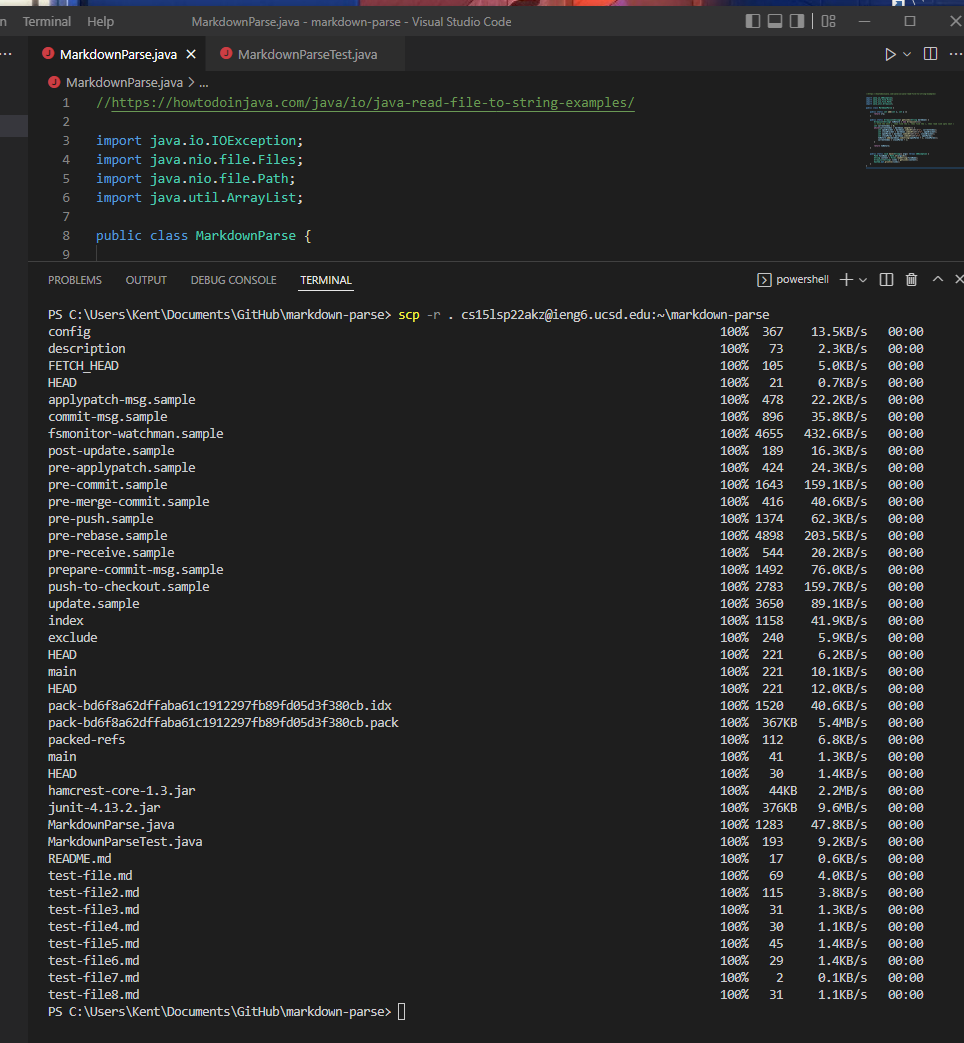 n Terminal Help MarkdownParse.java - markdown-parse - Visual Studio Code
MarkdownParse.java MarkdownParseTest.java
MarkdownParse.java > ...
1 //https://howtodoinjava.com/java/io/java-read-file-to-string-examples/
2
3 import java.io.IOException;
4 import java.nio.file.Files;
5 import java.nio.file.Path;
6 import java.util.ArrayList;
7
8 public class MarkdownParse {
9
PROBLEMS OUTPUT DEBUG CONSOLE TERMINAL powershell
PS C:\Users\Kent\Documents\GitHub\markdown-parse> scp -r . cs15lsp22akz@ieng6.ucsd.edu:~\markdown-parse
config 100% 367 13.5KB/s 00:00
description 100% 73 2.3KB/s 00:00
FETCH_HEAD 100% 105 5.0KB/s 00:00
HEAD 100% 21 0.7KB/s 00:00
applypatch-msg.sample 100% 478 22.2KB/s 00:00
commit-msg.sample 100% 896 35.8KB/s 00:00
fsmonitor-watchman.sample 100% 4655 432.6KB/s 00:00
post-update.sample 100% 189 16.3KB/s 00:00
pre-applypatch.sample 100% 424 24.3KB/s 00:00
pre-commit.sample 100% 1643 159.1KB/s 00:00
pre-merge-commit.sample 100% 416 40.6KB/s 00:00
pre-push.sample 100% 1374 62.3KB/s 00:00
pre-rebase.sample 100% 4898 203.5KB/s 00:00
pre-receive.sample 100% 544 20.2KB/s 00:00
prepare-commit-msg.sample 100% 1492 76.0KB/s 00:00
push-to-checkout.sample 100% 2783 159.7KB/s 00:00
update.sample 100% 3650 89.1KB/s 00:00
index 100% 1158 41.9KB/s 00:00
exclude 100% 240 5.9KB/s 00:00
HEAD 100% 221 6.2KB/s 00:00
main 100% 221 10.1KB/s 00:00
HEAD 100% 221 12.0KB/s 00:00
pack-bd6f8a62dffaba61c1912297fb89fd05d3f380cb.idx 100% 1520 40.6KB/s 00:00
pack-bd6f8a62dffaba61c1912297fb89fd05d3f380cb.pack 100% 367KB 5.4MB/s 00:00
packed-refs 100% 112 6.8KB/s 00:00
main 100% 41 1.3KB/s 00:00
HEAD 100% 30 1.4KB/s 00:00
hamcrest-core-1.3.jar 100% 44KB 2.2MB/s 00:00
junit-4.13.2.jar 100% 376KB 9.6MB/s 00:00
MarkdownParse.java 100% 1283 47.8KB/s 00:00
MarkdownParseTest.java 100% 193 9.2KB/s 00:00
README.md 100% 17 0.6KB/s 00:00
test-file.md 100% 69 4.0KB/s 00:00
test-file2.md 100% 115 3.8KB/s 00:00
test-file3.md 100% 31 1.3KB/s 00:00
test-file4.md 100% 30 1.1KB/s 00:00
test-file5.md 100% 45 1.4KB/s 00:00
test-file6.md 100% 29 1.4KB/s 00:00
test-file7.md 100% 2 0.1KB/s 00:00
test-file8.md 100% 31 1.1KB/s 00:00
PS C:\Users\Kent\Documents\GitHub\markdown-parse>